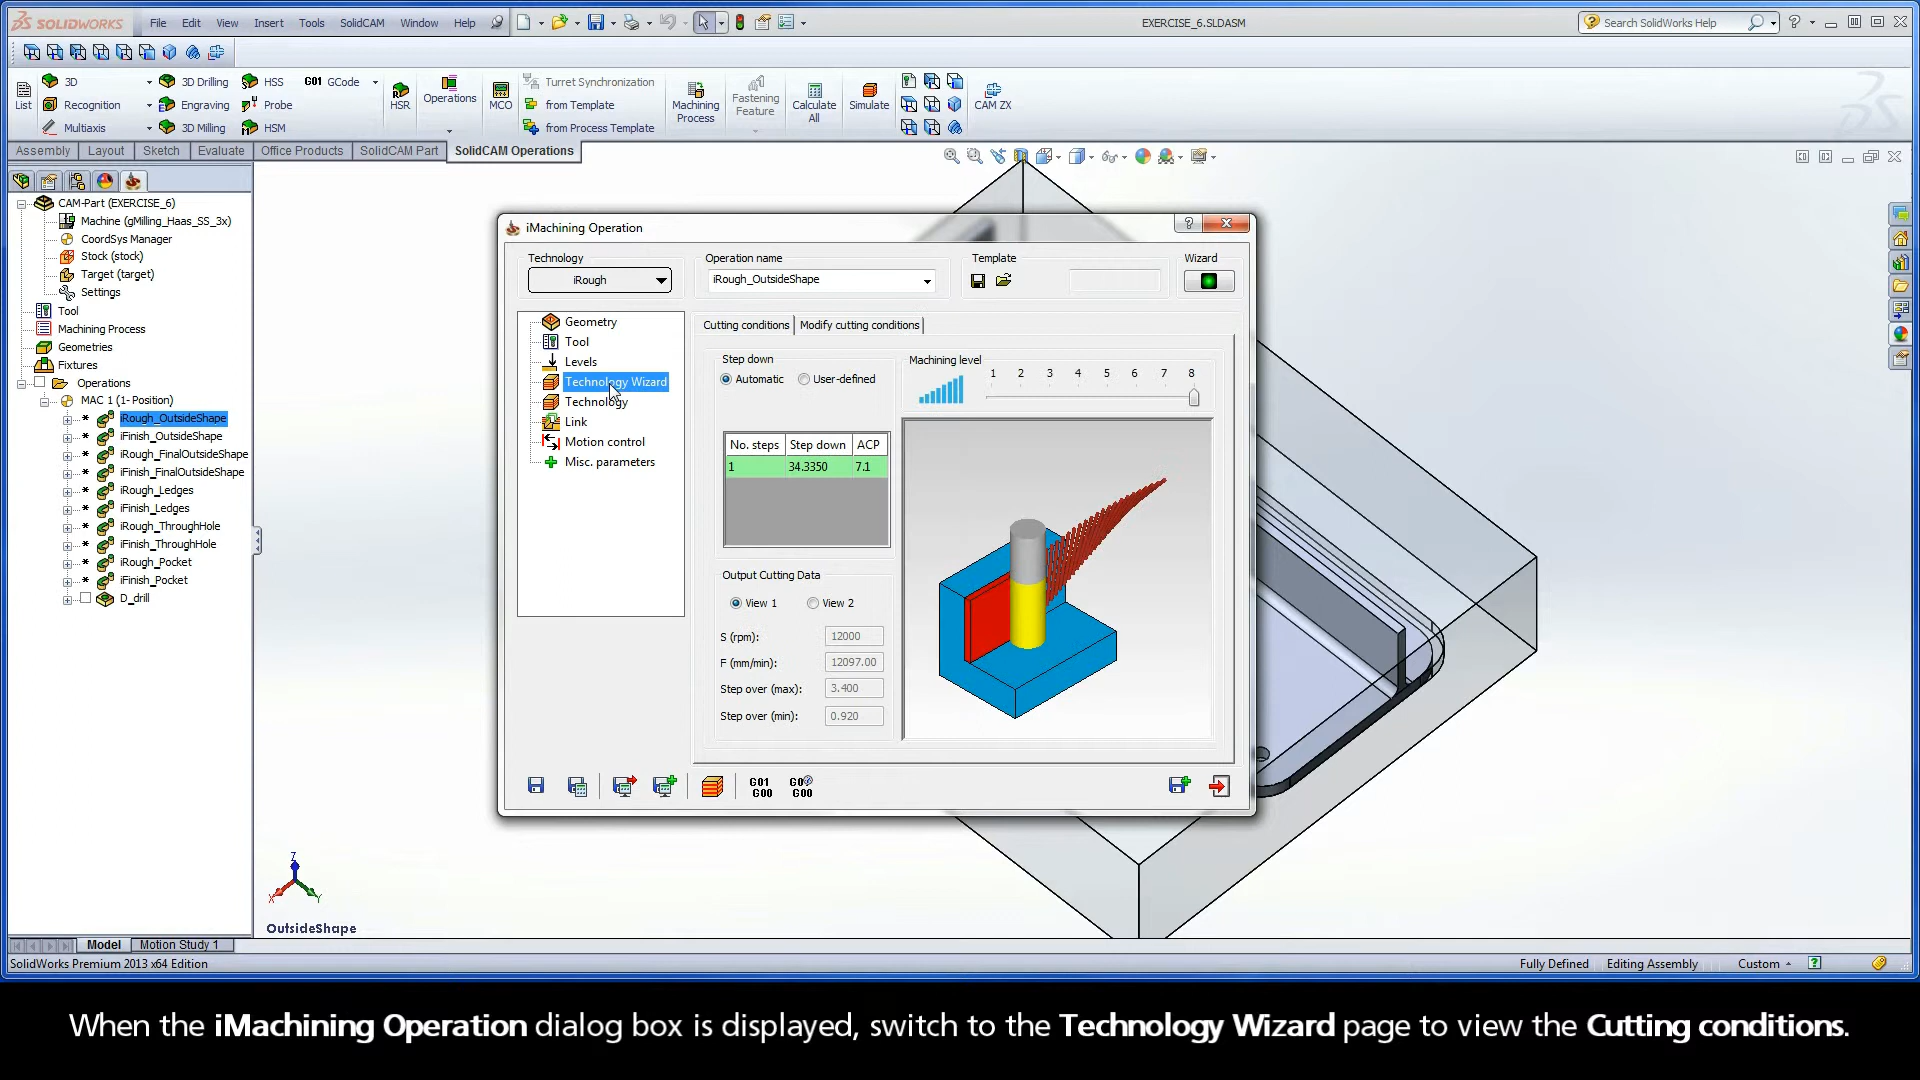 SOLIDWORKS File Edit View Insert Tools SolidCAM Window Help EXERCISE_6.SLDASM Search SolidWorks Help
3D 3D Drilling HSS G01 GCode Turret Synchronization
List Recognition Engraving Probe HSR Operations MCO from Template Machining Process Fastening Feature Calculate All Simulate CAM ZX
Multiaxis 3D Milling HSM from Process Template
Assembly Layout Sketch Evaluate Office Products SolidCAM Part SolidCAM Operations
CAM-Part (EXERCISE_6)
Machine (gMilling_Haas_SS_3x)
CoordSys Manager
Stock (stock)
Target (target)
Settings
Tool
Machining Process
Geometries
Fixtures
Operations
MAC 1 (1- Position)
iRough_OutsideShape
iFinish_OutsideShape
iRough_FinalOutsideShape
iFinish_FinalOutsideShape
iRough_Ledges
iFinish_Ledges
iRough_ThroughHole
iFinish_ThroughHole
iRough_Pocket
iFinish_Pocket
D_drill
iMachining Operation
Technology Operation name Template Wizard
iRough iRough_OutsideShape
Geometry
Tool
Levels
Technology Wizard
Technology
Link
Motion control
Misc. parameters
Cutting conditions Modify cutting conditions
Step down Machining level
Automatic User-defined 1 2 3 4 5 6 7 8
No. steps Step down ACP
1 34.3350 7.1
Output Cutting Data
View 1 View 2
S (rpm): 12000
F (mm/min): 12097.00
Step over (max): 3.400
Step over (min): 0.920
G01 G00 G0 G00
Z
X Y
OutsideShape
Model Motion Study 1
SolidWorks Premium 2013 x64 Edition Fully Defined Editing Assembly Custom
When the iMachining Operation dialog box is displayed, switch to the Technology Wizard page to view the Cutting conditions.